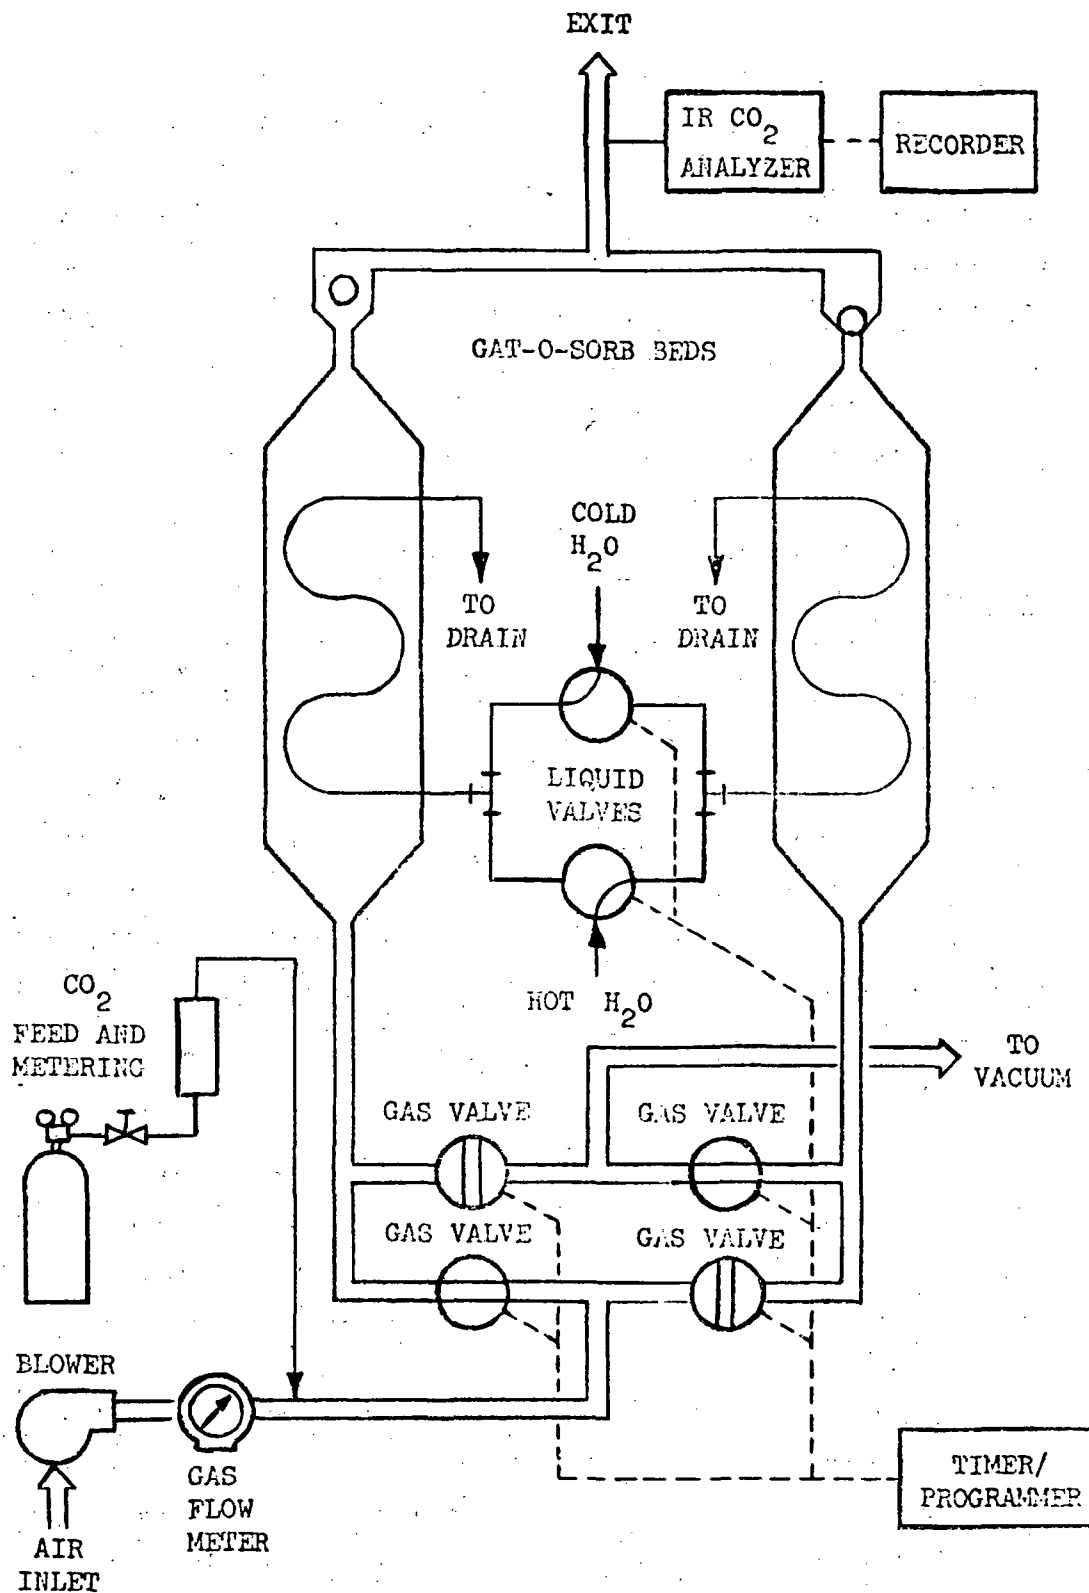 EXIT
IR CO2
ANALYZER
RECORDER
GAT-O-SORB BEDS
COLD
H2O
TO
DRAIN
TO
DRAIN
LIQUID
VALVES
HOT H2O
CO2
FEED AND
METERING
TO
VACUUM
GAS VALVE
GAS VALVE
GAS VALVE
GAS VALVE
BLOWER
GAS
FLOW
METER
AIR
INLET
TIMER/
PROGRAMMER